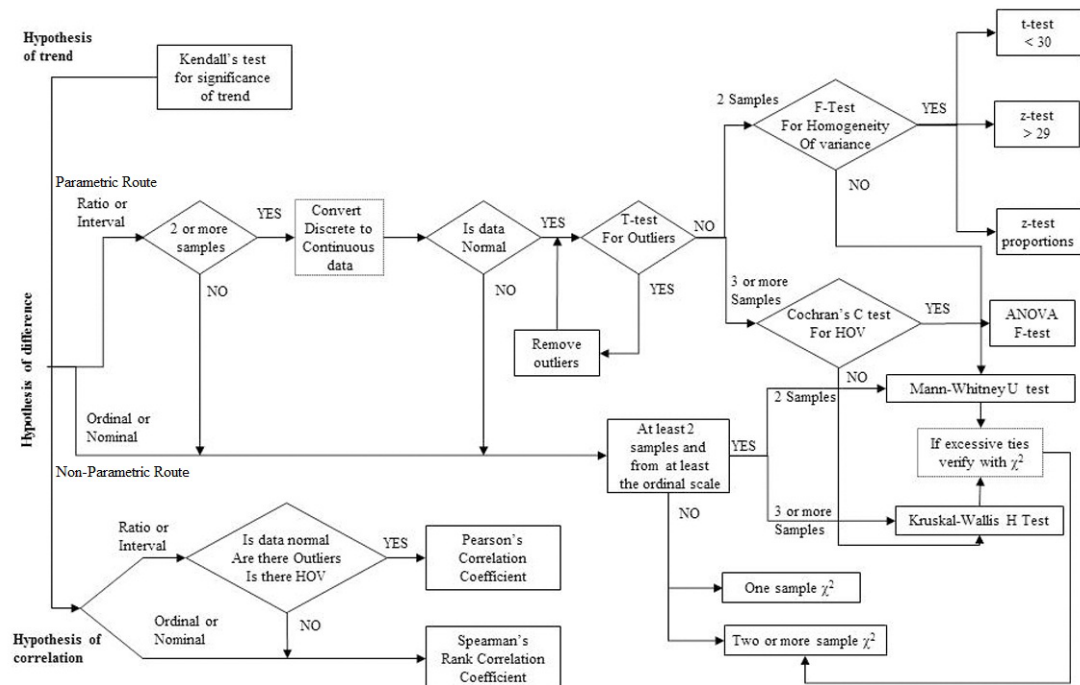 Hypothesis
of trend
Kendall's test
for significance
of trend
t-test
< 30
2 Samples
F-Test
For Homogeneity
Of variance
YES
z-test
> 29
NO
z-test
proportions
Parametric Route
Ratio or
Interval
2 or more
samples
YES
Convert
Discrete to
Continuous
data
Is data
Normal
YES
T-test
For Outliers
NO
NO
NO
YES
Remove
outliers
3 or more
Samples
Cochran's C test
For HOV
YES
ANOVA
F-test
NO
Hypothesis of difference
Ordinal or
Nominal
Non-Parametric Route
At least 2
samples and
from at least
the ordinal scale
YES
2 Samples
Mann-Whitney U test
If excessive ties
verify with χ²
NO
3 or more
Samples
Kruskal-Wallis H Test
One sample χ²
Two or more sample χ²
Ratio or
Interval
Is data normal
Are there Outliers
Is there HOV
YES
Pearson's
Correlation
Coefficient
NO
Ordinal or
Nominal
Hypothesis of
correlation
Spearman's
Rank Correlation
Coefficient